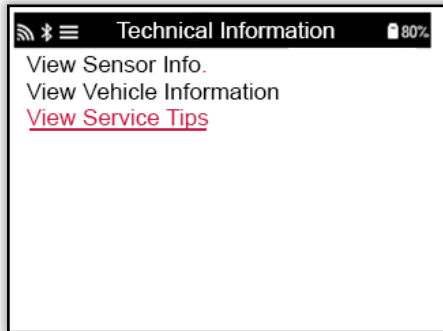 Technical Information 80%
View Sensor Info.
View Vehicle Information
View Service Tips